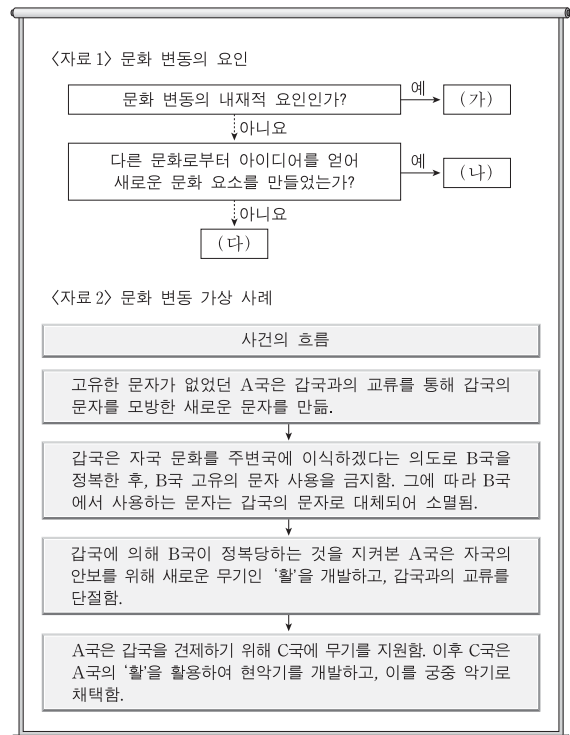 〈자료 1〉 문화 변동의 요인
문화 변동의 내재적 요인인가?
예
(가)
아니요
다른 문화로부터 아이디어를 얻어
새로운 문화 요소를 만들었는가?
예
(나)
아니요
(다)
〈자료 2〉 문화 변동 가상 사례
사건의 흐름
고유한 문자가 없었던 A국은 갑국과의 교류를 통해 갑국의
문자를 모방한 새로운 문자를 만듦.
갑국은 자국 문화를 주변국에 이식하겠다는 의도로 B국을
정복한 후, B국 고유의 문자 사용을 금지함. 그에 따라 B국
에서 사용하는 문자는 갑국의 문자로 대체되어 소멸됨.
갑국에 의해 B국이 정복당하는 것을 지켜본 A국은 자국의
안보를 위해 새로운 무기인 ‘활’을 개발하고, 갑국과의 교류를
단절함.
A국은 갑국을 견제하기 위해 C국에 무기를 지원함. 이후 C국은
A국의 ‘활’을 활용하여 현악기를 개발하고, 이를 궁중 악기로
채택함.